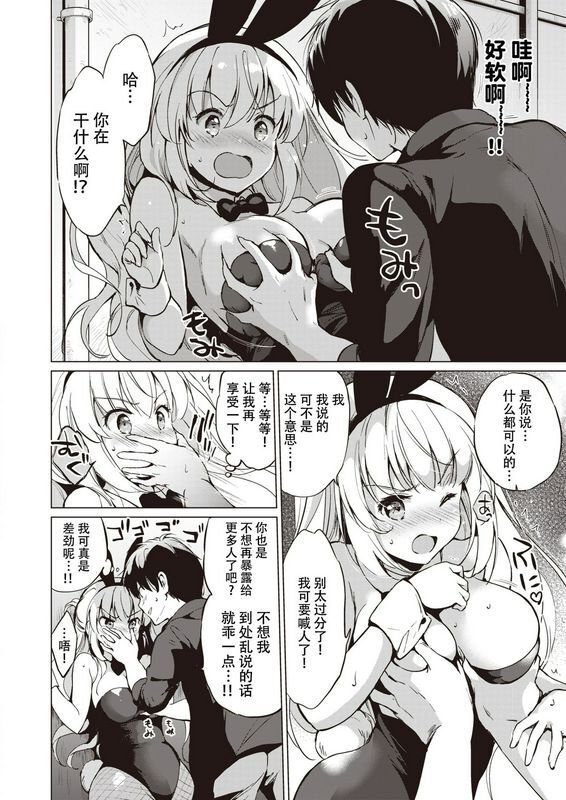 哇啊~~~
好软啊~~~!!
哈…
你在
干什么啊!?
もみっ
もみ
是你说，
什么都可以的…
我
我说的
可不是
这个意思…!
别太过分了!
我可要喊人了!
等…等等!
让我再
享受一下!
你也是
不想再暴露给
更多人了吧?
不想我
到处乱说的话
就乖一点…!!
我可真是
差劲呢…!!
…唔!
もみ
もみ